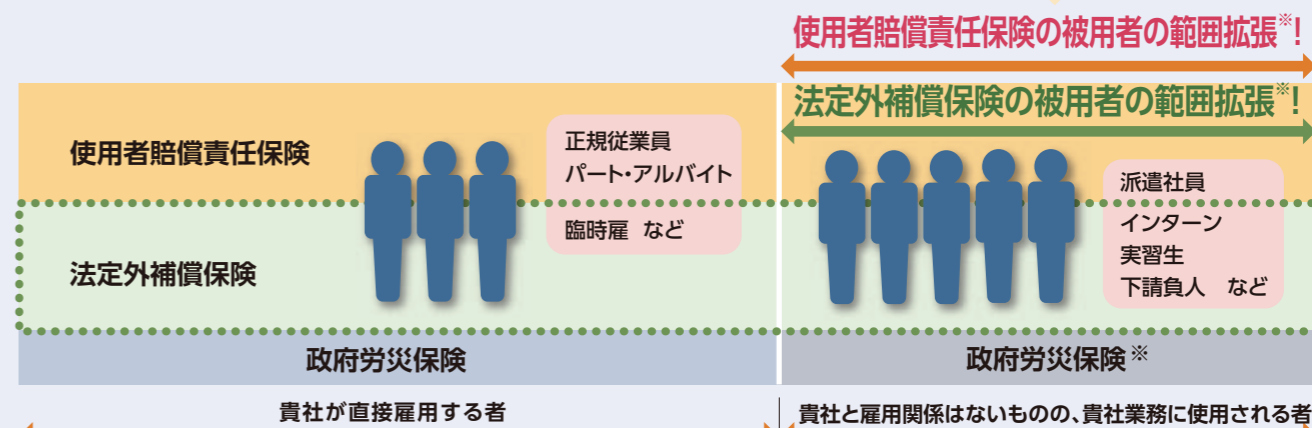 使用者賠償責任保険の被用者の範囲拡張※!
法定外補償保険の被用者の範囲拡張※!
使用者賠償責任保険
正規従業員
パート・アルバイト
臨時雇 など
派遣社員
インターン
実習生
下請負人 など
法定外補償保険
政府労災保険
政府労災保険※
貴社が直接雇用する者
貴社と雇用関係はないものの、貴社業務に使用される者